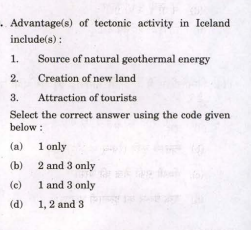 . Advantage(s) of tectonic activity in Iceland
include(s) :
1. Source of natural geothermal energy
2. Creation of new land
3. Attraction of tourists
Select the correct answer using the code given
below :
(a) 1 only
(b) 2 and 3 only
(c) 1 and 3 only
(d) 1, 2 and 3